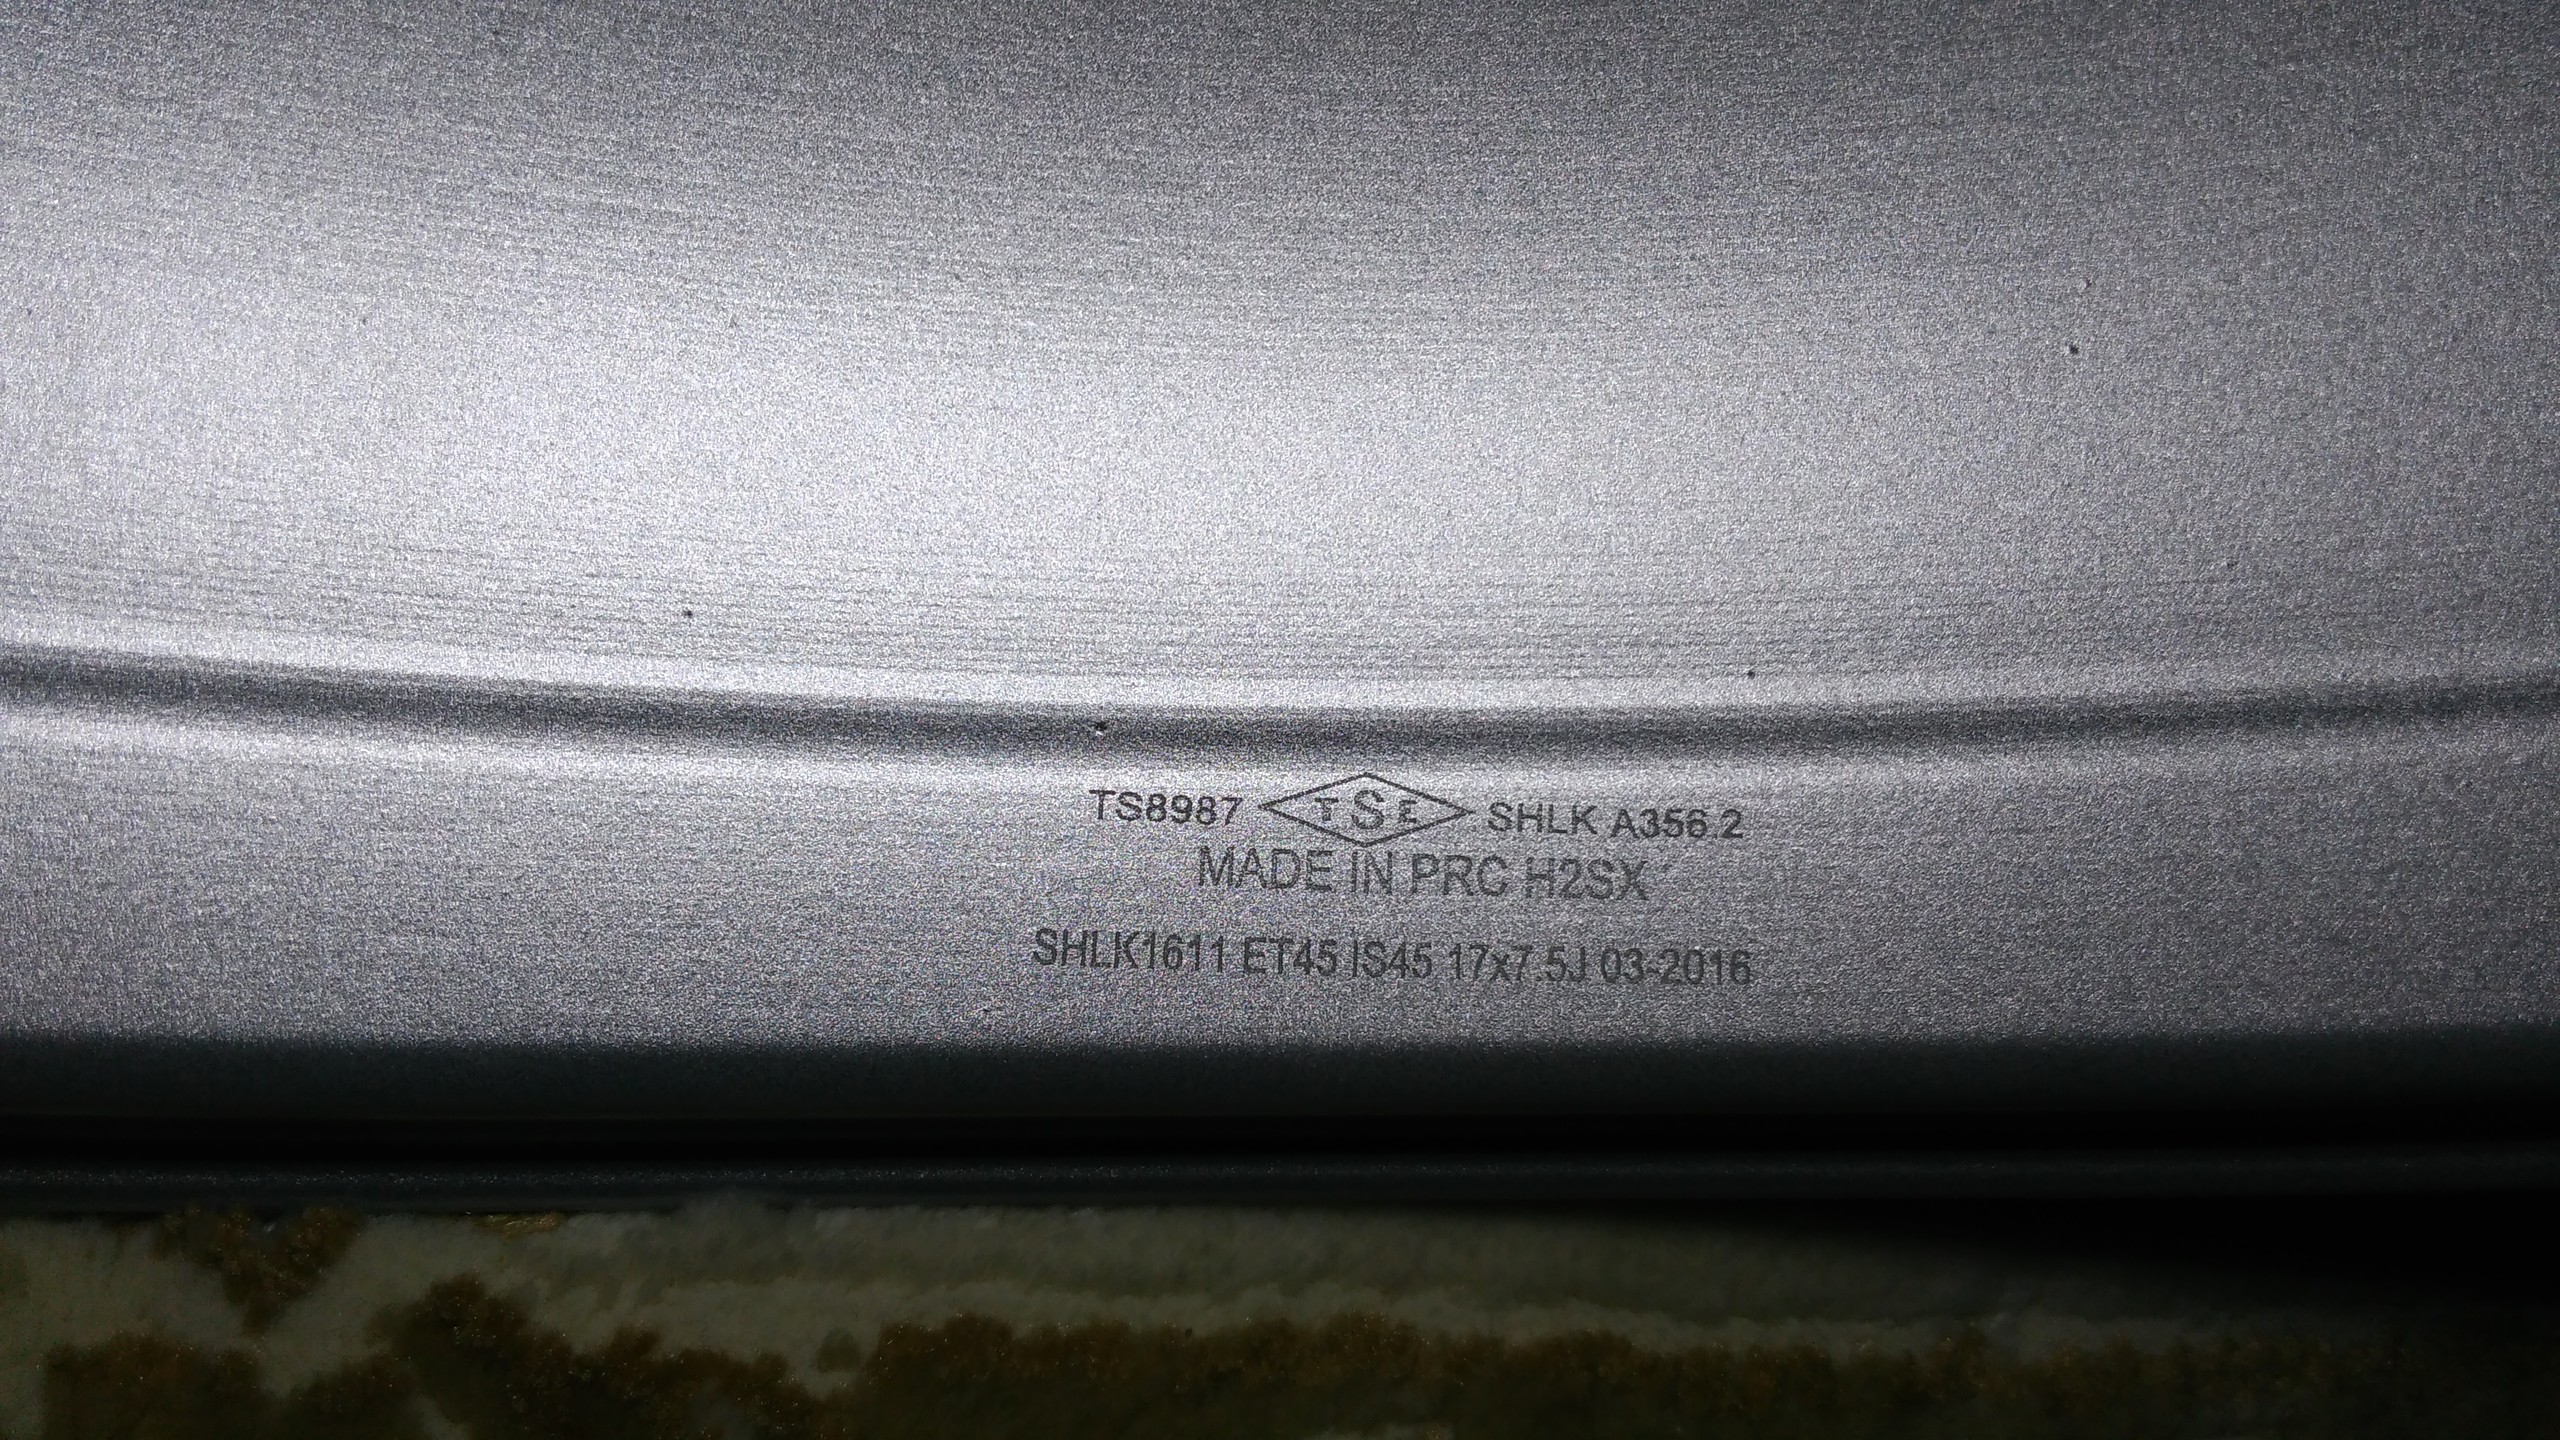 TS8987 TSE SHLK A356.2
MADE IN PRC H2SX
SHLK1611 ET45 IS45 17x7.5J 03-2016